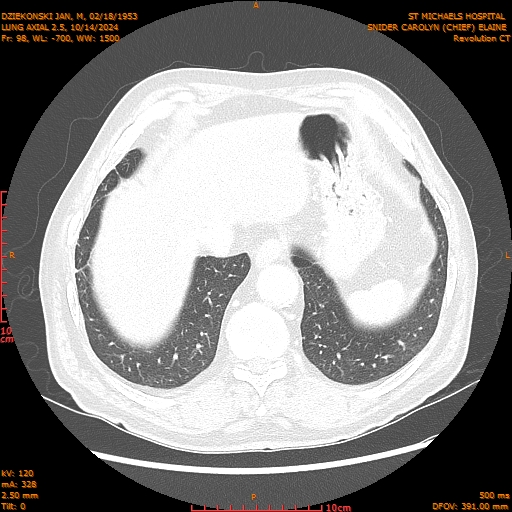 DZIEKONSKI JAN, M, 02/18/1953
LUNG AXIAL 2.5, 10/14/2024
Fr: 98, WL: -700, WW: 1500
A
ST MICHAELS HOSPITAL
SNIDER CAROLYN (CHIEF) ELAINE
Revolution CT
R
L
10
cm
kV: 120
mA: 328
2.50 mm
Tilt: 0
P
10cm
500 ms
DFOV: 391.00 mm